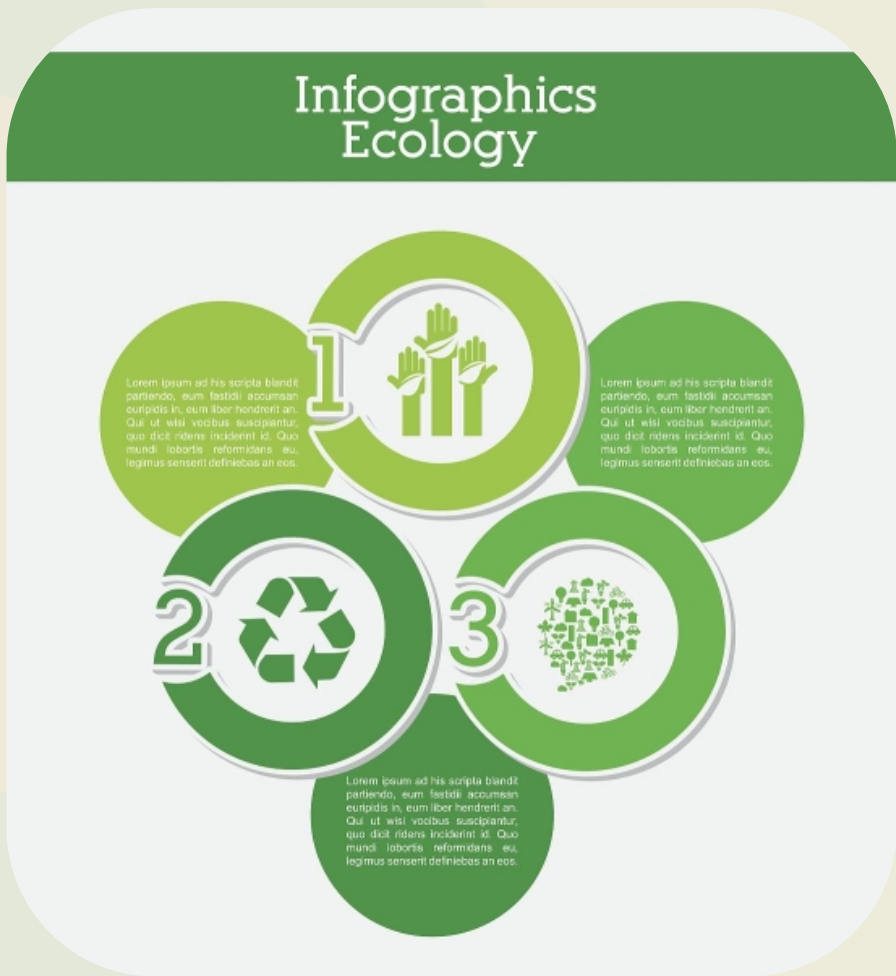 Infographics
Ecology
1
Lorem ipsum ad his scripta blandit
partiendo, eum fastidii accumsan
euripidis in, eum liber hendrerit an.
Qui ut wisi vocibus suscipiantur,
quo dicit ridens inciderint id. Quo
mundi lobortis reformidans eu,
legimus senserit definiebas an eos.
Lorem ipsum ad his scripta blandit
partiendo, eum fastidii accumsan
euripidis in, eum liber hendrerit an.
Qui ut wisi vocibus suscipiantur,
quo dicit ridens inciderint id. Quo
mundi lobortis reformidans eu,
legimus senserit definiebas an eos.
2
3
Lorem ipsum ad his scripta blandit
partiendo, eum fastidii accumsan
euripidis in, eum liber hendrerit an.
Qui ut wisi vocibus suscipiantur,
quo dicit ridens inciderint id. Quo
mundi lobortis reformidans eu,
legimus senserit definiebas an eos.